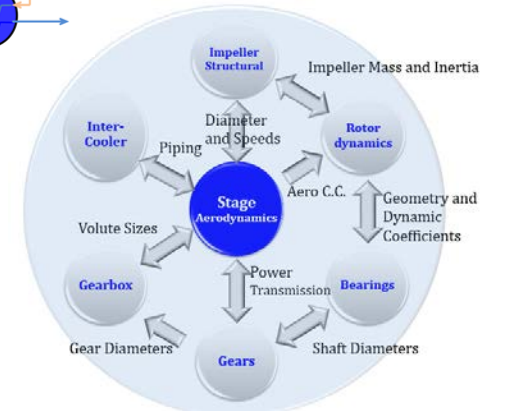 Impeller
Structural
Impeller Mass and Inertia
Diameter
and Speeds
Inter-
Cooler
Rotor
dynamics
Piping
Aero C.C.
Stage
Aerodynamics
Geometry and
Dynamic
Coefficients
Volute Sizes
Power
Transmission
Gearbox
Bearings
Gear Diameters
Shaft Diameters
Gears